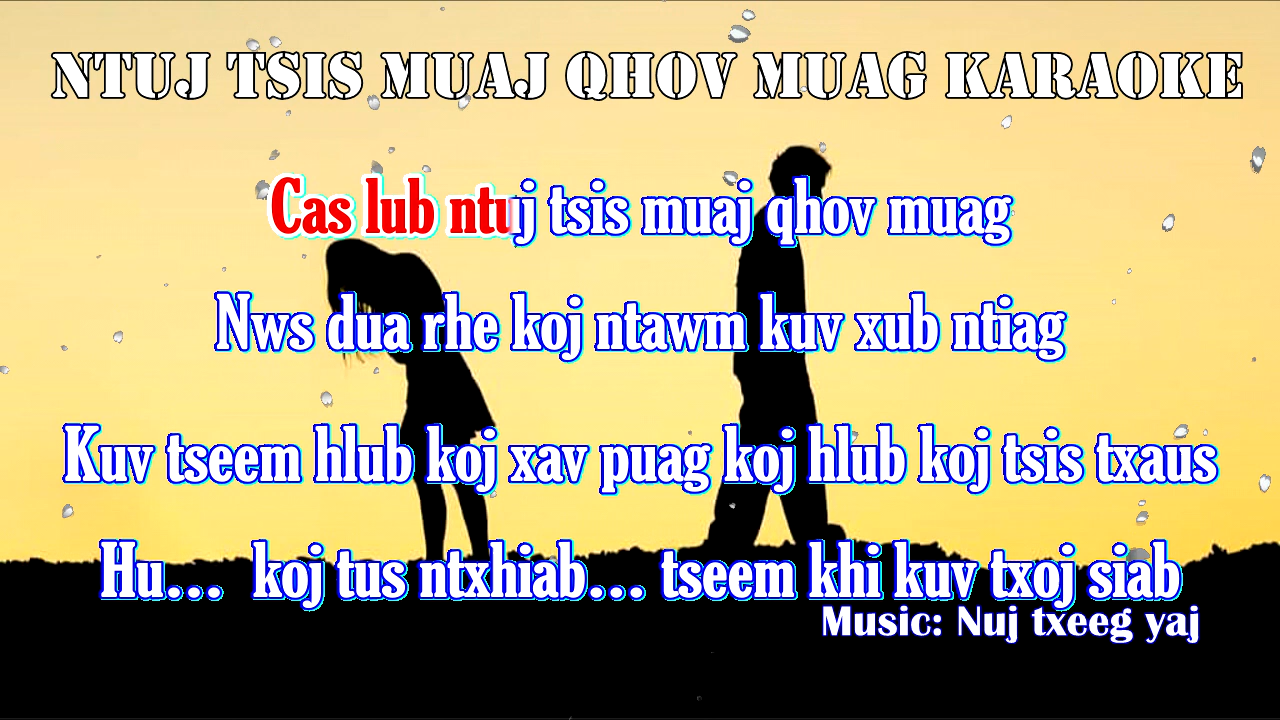 NTUJ TSIS MUAJ QHOV MUAG KARAOKE
Cas lub ntuj tsis muaj qhov muag
Nws dua rhe koj ntawm kuv xub ntiag
Kuv tseem hlub koj xav puag koj hlub koj tsis txaus
Hu... koj tus ntxhiab... tseem khi kuv txoj siab
Music: Nuj txeeg yaj